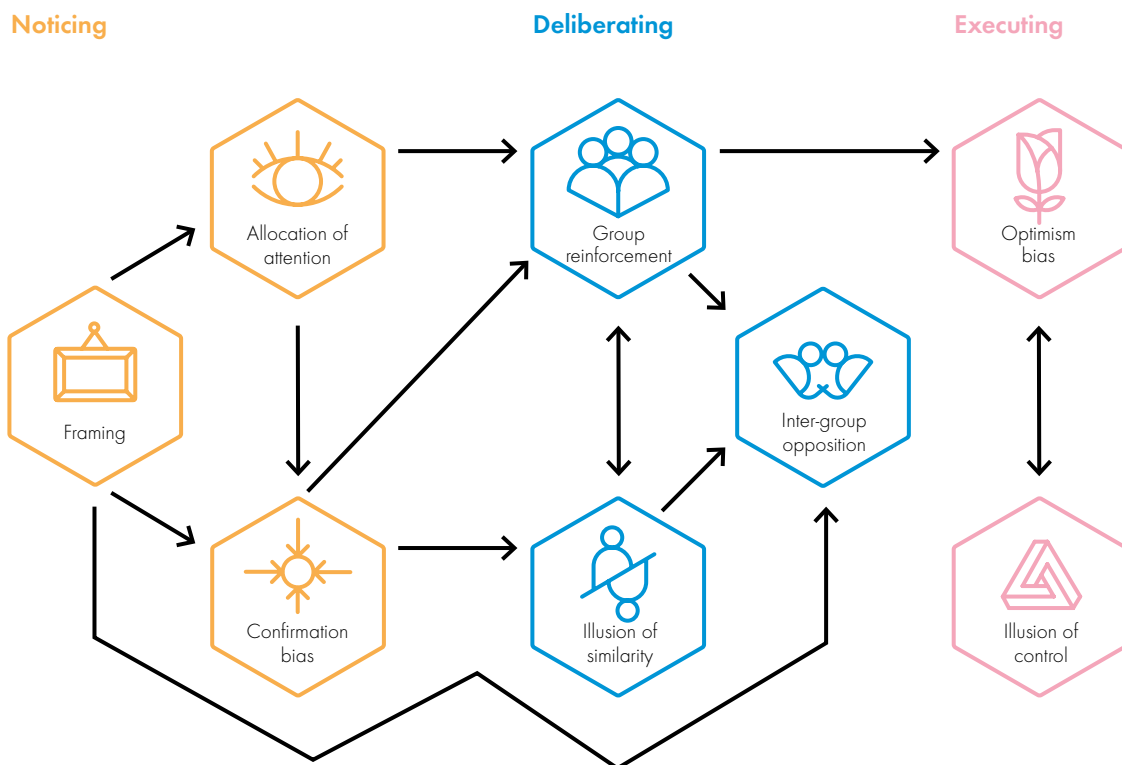 Noticing
Deliberating
Executing
Allocation of
attention
Group
reinforcement
Optimism
bias
Framing
Inter-group
opposition
Confirmation
bias
Illusion of
similarity
Illusion of
control